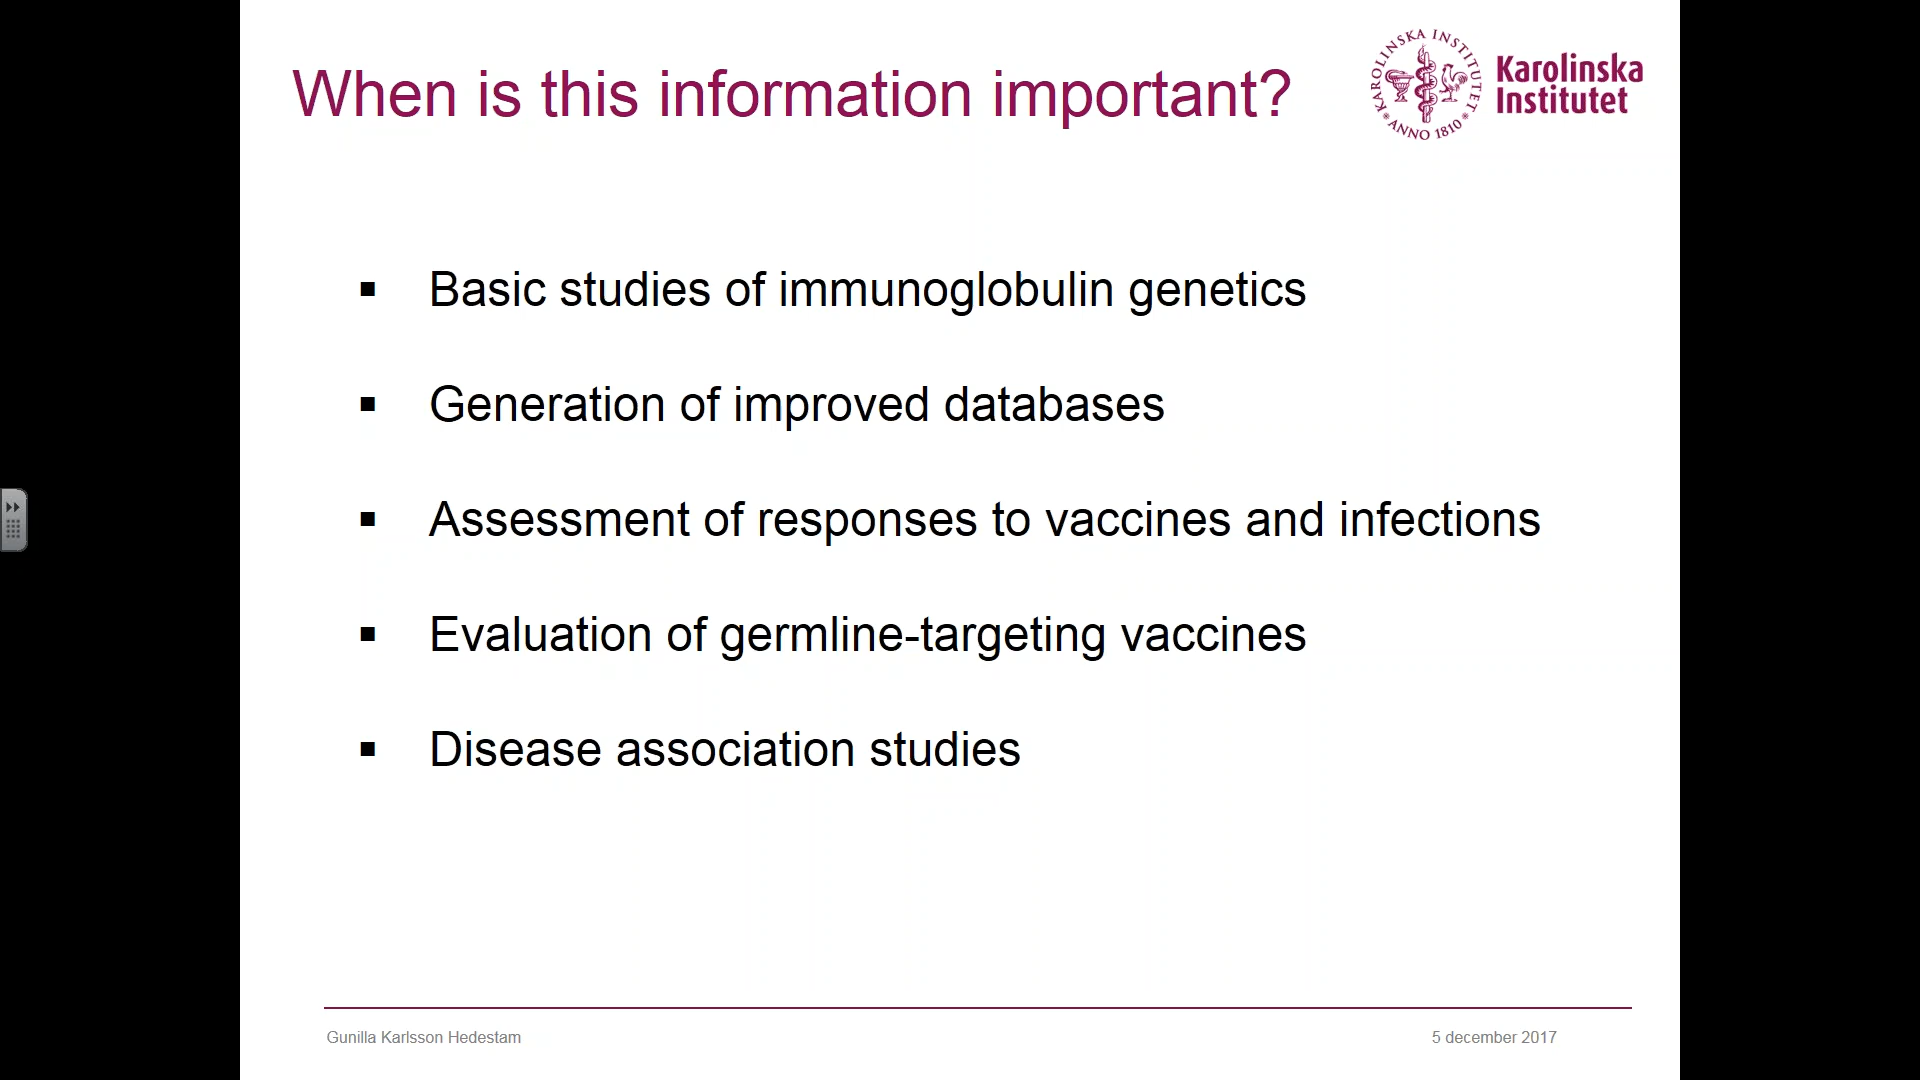 When is this information important?
KAROLINSKA INSTITUTET
ANNO 1810
Karolinska
Institutet
▪ Basic studies of immunoglobulin genetics
▪ Generation of improved databases
▪ Assessment of responses to vaccines and infections
▪ Evaluation of germline-targeting vaccines
▪ Disease association studies
Gunilla Karlsson Hedestam
5 december 2017